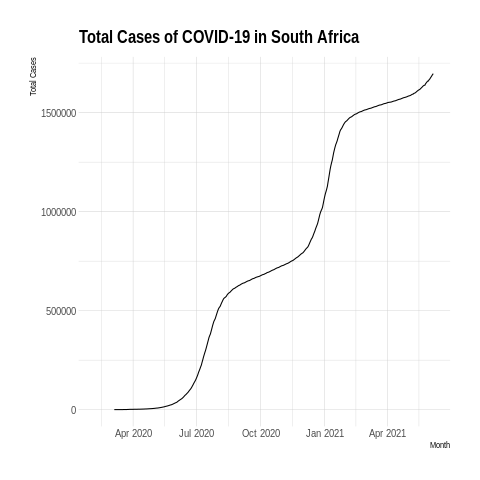 Total Cases of COVID-19 in South Africa
Total Cases
1500000
1000000
500000
0
Apr 2020 Jul 2020 Oct 2020 Jan 2021 Apr 2021
Month